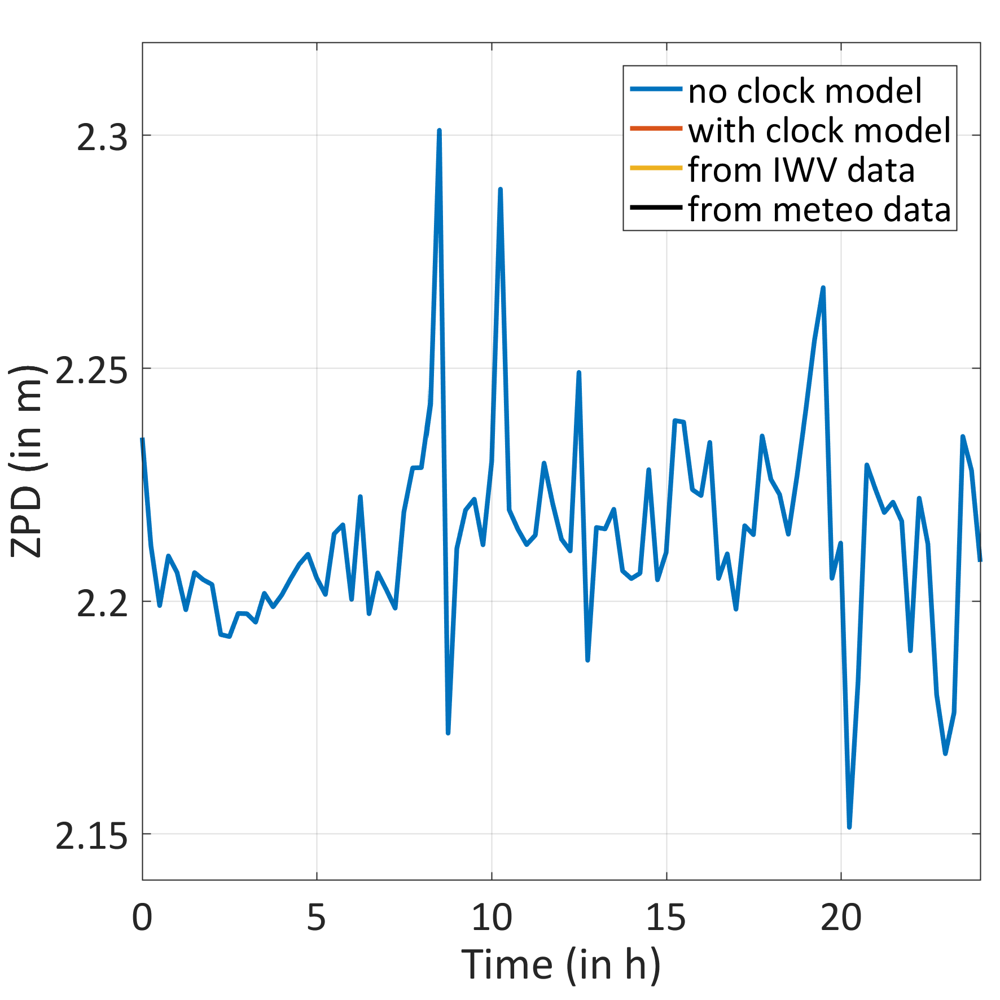 no clock model
with clock model
from IWV data
from meteo data
2.3
2.25
2.2
2.15
ZPD (in m)
0 5 10 15 20
Time (in h)